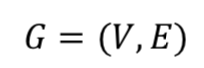 G = (V, E)